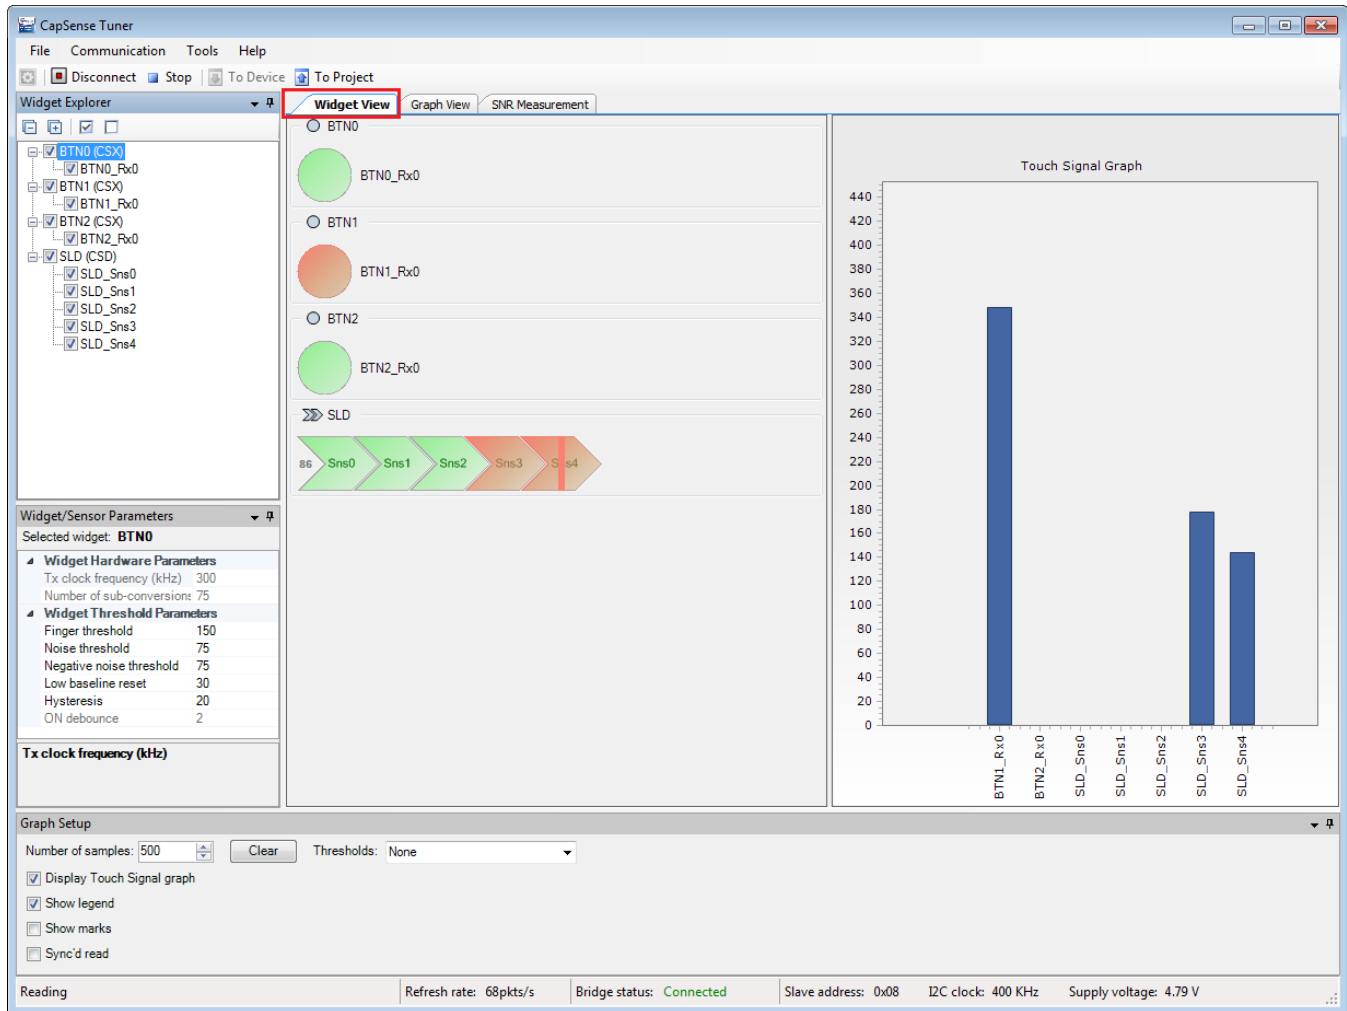 CapSense Tuner
File Communication Tools Help
Disconnect Stop To Device To Project
Widget Explorer
BTN0 (CSX)
BTN0_Rx0
BTN1 (CSX)
BTN1_Rx0
BTN2 (CSX)
BTN2_Rx0
SLD (CSD)
SLD_Sns0
SLD_Sns1
SLD_Sns2
SLD_Sns3
SLD_Sns4
Widget/Sensor Parameters
Selected widget: BTN0
Widget Hardware Parameters
Tx clock frequency (kHz) 300
Number of sub-conversions 75
Widget Threshold Parameters
Finger threshold 150
Noise threshold 75
Negative noise threshold 75
Low baseline reset 30
Hysteresis 20
ON debounce 2
Tx clock frequency (kHz)
Widget View Graph View SNR Measurement
BTN0
BTN0_Rx0
BTN1
BTN1_Rx0
BTN2
BTN2_Rx0
SLD
86 Sns0 Sns1 Sns2 Sns3 Sns4
Touch Signal Graph
440
420
400
380
360
340
320
300
280
260
240
220
200
180
160
140
120
100
80
60
40
20
0
BTN1_Rx0
BTN2_Rx0
SLD_Sns0
SLD_Sns1
SLD_Sns2
SLD_Sns3
SLD_Sns4
Graph Setup
Number of samples: 500 Clear Thresholds: None
Display Touch Signal graph
Show legend
Show marks
Sync'd read
Reading Refresh rate: 68pkts/s Bridge status: Connected Slave address: 0x08 I2C clock: 400 KHz Supply voltage: 4.79 V